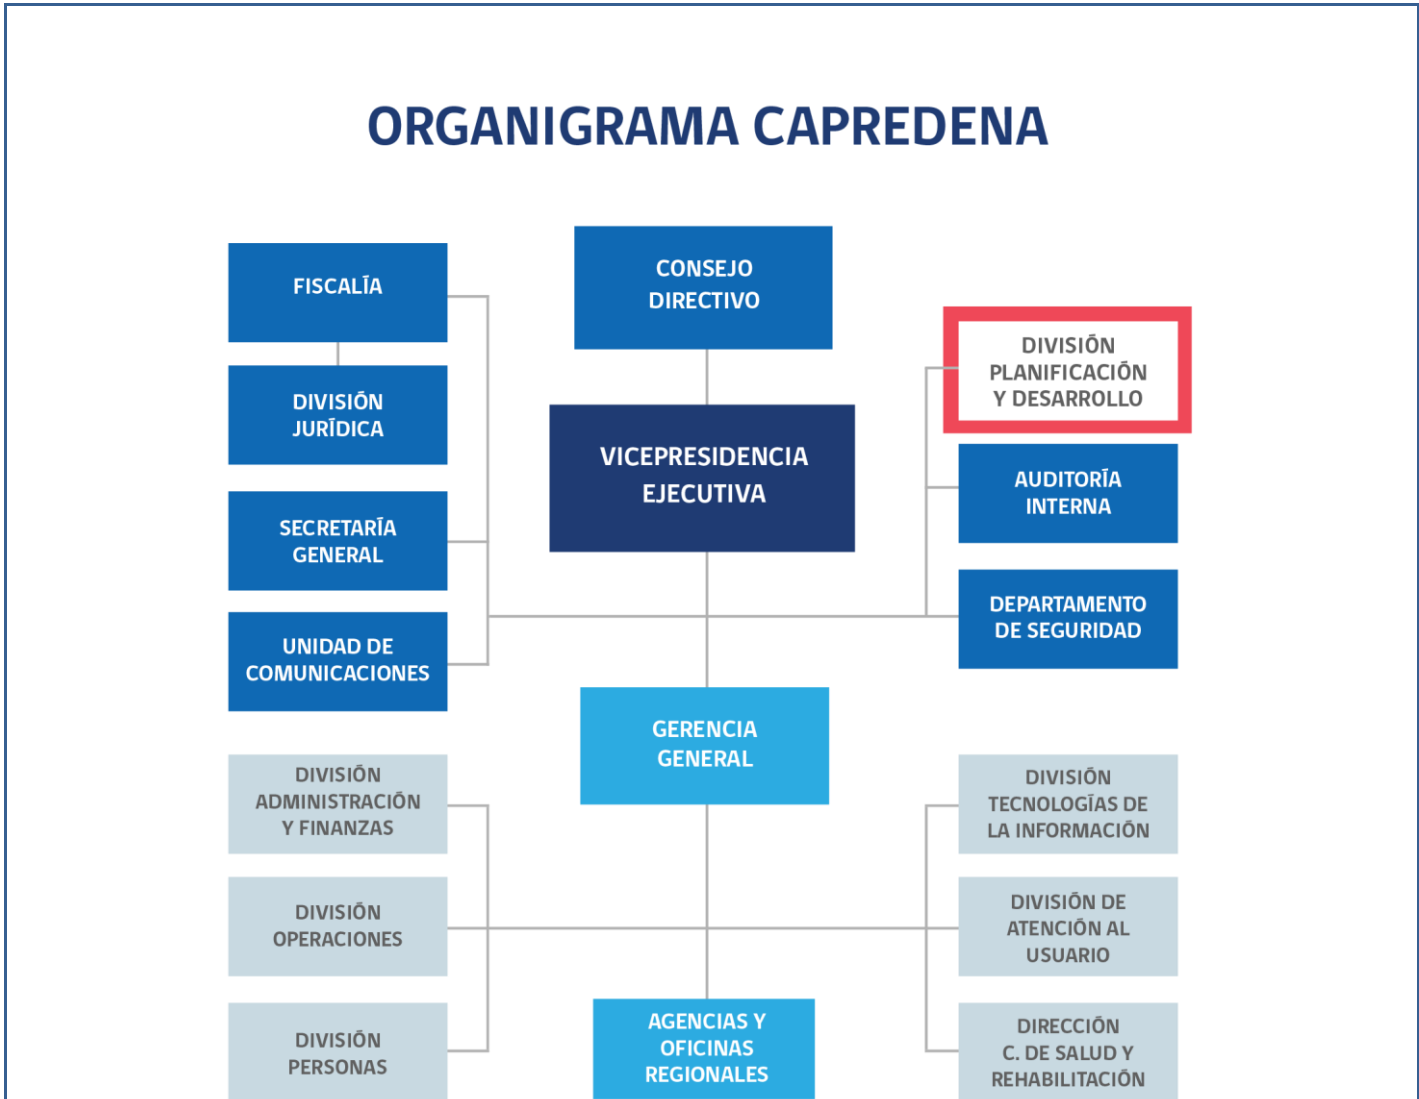 ORGANIGRAMA CAPREDENA
CONSEJO
DIRECTIVO
FISCALÍA
DIVISIÓN
JURÍDICA
SECRETARÍA
GENERAL
UNIDAD DE
COMUNICACIONES
VICEPRESIDENCIA
EJECUTIVA
DIVISIÓN
PLANIFICACIÓN
Y DESARROLLO
AUDITORÍA
INTERNA
DEPARTAMENTO
DE SEGURIDAD
GERENCIA
GENERAL
DIVISIÓN
ADMINISTRACIÓN
Y FINANZAS
DIVISIÓN
OPERACIONES
DIVISIÓN
PERSONAS
AGENCIAS Y
OFICINAS
REGIONALES
DIVISIÓN
TECNOLOGÍAS DE
LA INFORMACIÓN
DIVISIÓN DE
ATENCIÓN AL
USUARIO
DIRECCIÓN
C. DE SALUD Y
REHABILITACIÓN